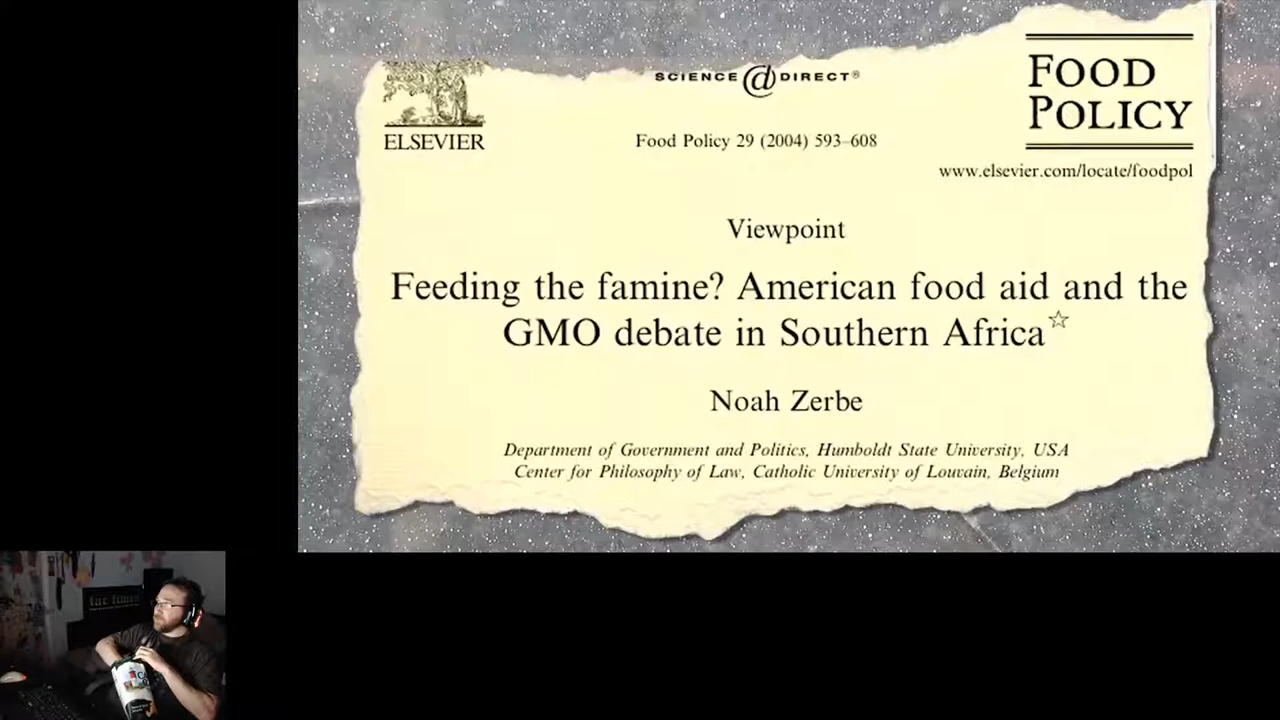 SCIENCE @ DIRECT®
FOOD
POLICY
ELSEVIER
Food Policy 29 (2004) 593–608
www.elsevier.com/locate/foodpol
Viewpoint
Feeding the famine? American food aid and the
GMO debate in Southern Africa☆
Noah Zerbe
Department of Government and Politics, Humboldt State University, USA
Center for Philosophy of Law, Catholic University of Louvain, Belgium